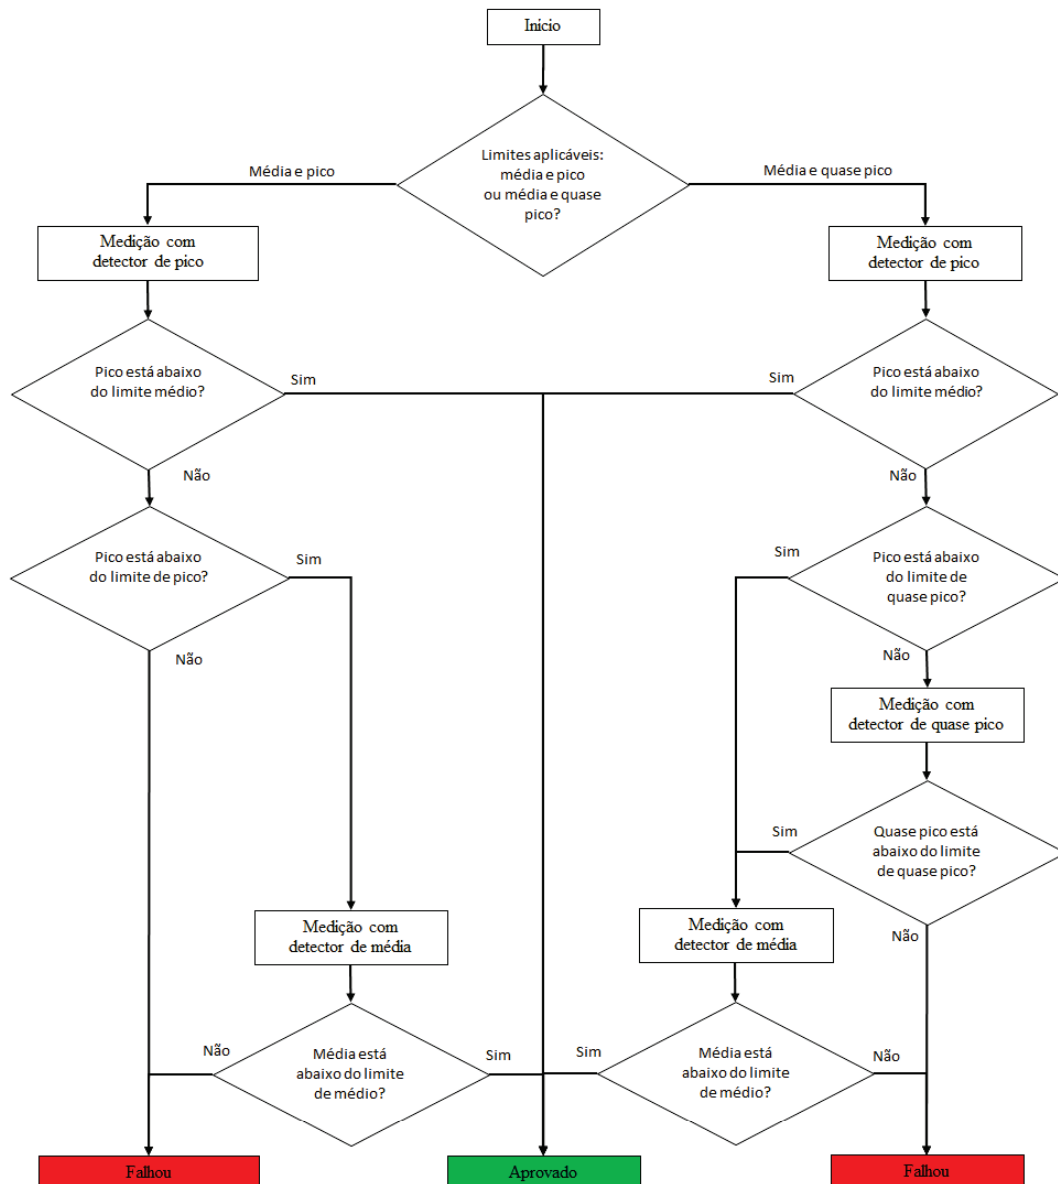 Início
Limites aplicáveis:
média e pico
ou média e quase
pico?
Média e pico
Média e quase pico
Medição com
detector de pico
Medição com
detector de pico
Pico está abaixo
do limite médio?
Sim
Sim
Pico está abaixo
do limite médio?
Não
Não
Pico está abaixo
do limite de pico?
Sim
Sim
Pico está abaixo
do limite de
quase pico?
Não
Não
Medição com
detector de quase pico
Sim
Quase pico está
abaixo do limite
de quase pico?
Medição com
detector de média
Medição com
detector de média
Não
Não
Média está
abaixo do limite
de médio?
Sim
Sim
Média está
abaixo do limite
de médio?
Não
Falhou
Aprovado
Falhou